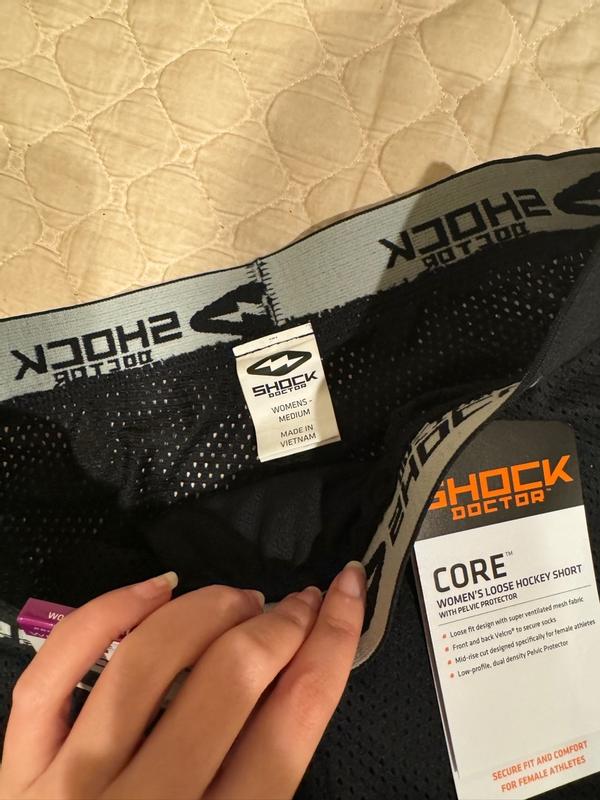 SHOCK
DOCTOR
SHOCK
DOCTOR
SHOCK
DOCTOR
WOMENS -
MEDIUM
MADE IN
VIETNAM
SHOCK
SHOCK
DOCTOR™
CORE™
WOMEN'S LOOSE HOCKEY SHORT
WITH PELVIC PROTECTOR
• Loose fit design with super ventilated mesh fabric
• Front and back Velcro® to secure socks
• Mid-rise cut designed specifically for female athletes
• Low-profile, dual density Pelvic Protector
SECURE FIT AND COMFORT
FOR FEMALE ATHLETES